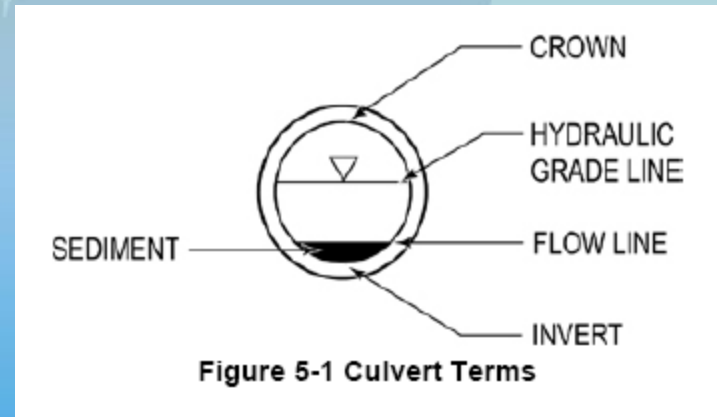 CROWN
HYDRAULIC
GRADE LINE
SEDIMENT
FLOW LINE
INVERT
Figure 5-1 Culvert Terms